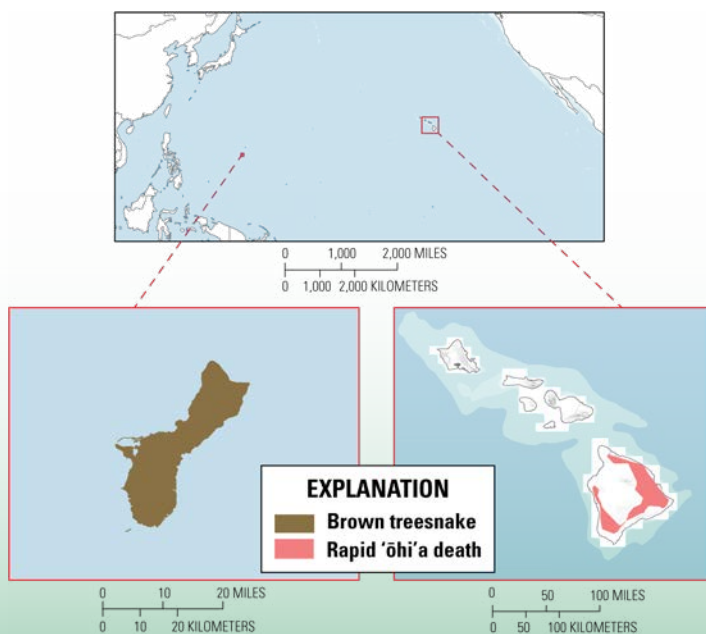 0 1,000 2,000 MILES
0 1,000 2,000 KILOMETERS
EXPLANATION
Brown treesnake
Rapid ‘ōhi‘a death
0 10 20 MILES
0 10 20 KILOMETERS
0 50 100 MILES
0 50 100 KILOMETERS